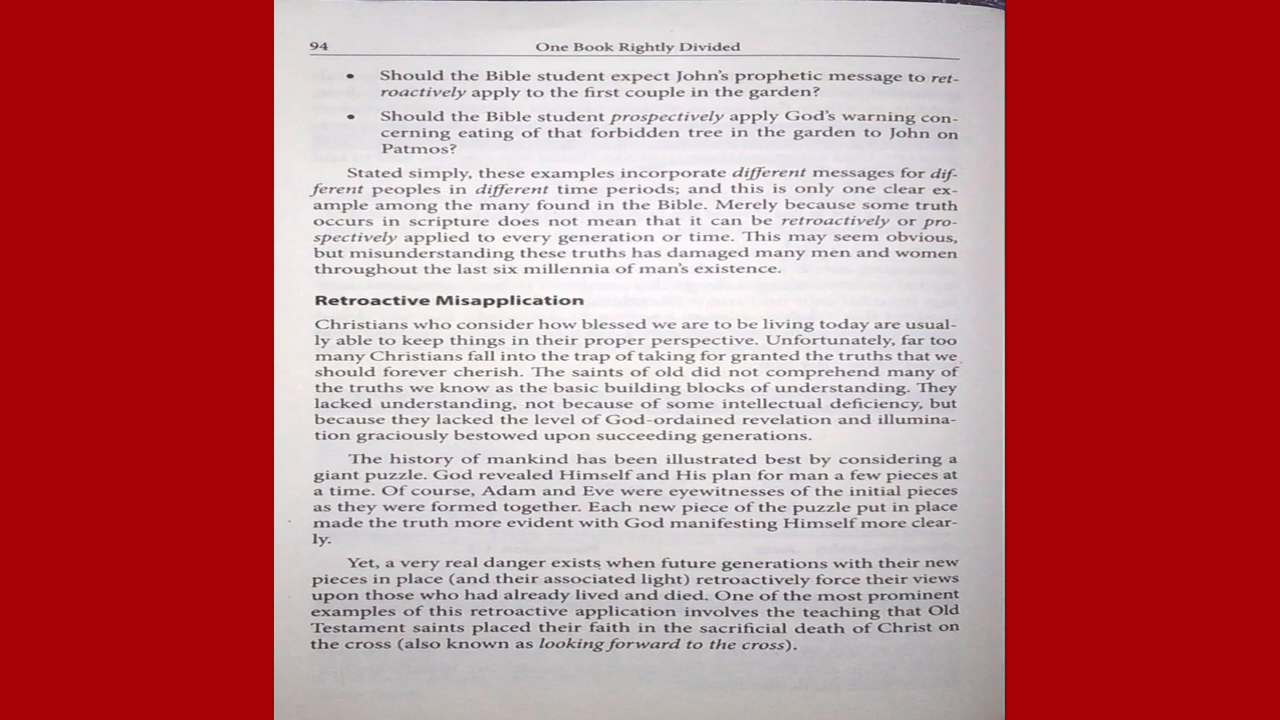 94
One Book Rightly Divided
• Should the Bible student expect John's prophetic message to ret-
roactively apply to the first couple in the garden?
• Should the Bible student prospectively apply God's warning con-
cerning eating of that forbidden tree in the garden to John on
Patmos?
Stated simply, these examples incorporate different messages for dif-
ferent peoples in different time periods; and this is only one clear ex-
ample among the many found in the Bible. Merely because some truth
occurs in scripture does not mean that it can be retroactively or pro-
spectively applied to every generation or time. This may seem obvious,
but misunderstanding these truths has damaged many men and women
throughout the last six millennia of man's existence.
Retroactive Misapplication
Christians who consider how blessed we are to be living today are usual-
ly able to keep things in their proper perspective. Unfortunately, far too
many Christians fall into the trap of taking for granted the truths that we
should forever cherish. The saints of old did not comprehend many of
the truths we know as the basic building blocks of understanding. They
lacked understanding, not because of some intellectual deficiency, but
because they lacked the level of God-ordained revelation and illumina-
tion graciously bestowed upon succeeding generations.
The history of mankind has been illustrated best by considering a
giant puzzle. God revealed Himself and His plan for man a few pieces at
a time. Of course, Adam and Eve were eyewitnesses of the initial pieces
as they were formed together. Each new piece of the puzzle put in place
made the truth more evident with God manifesting Himself more clear-
ly.
Yet, a very real danger exists when future generations with their new
pieces in place (and their associated light) retroactively force their views
upon those who had already lived and died. One of the most prominent
examples of this retroactive application involves the teaching that Old
Testament saints placed their faith in the sacrificial death of Christ on
the cross (also known as looking forward to the cross).